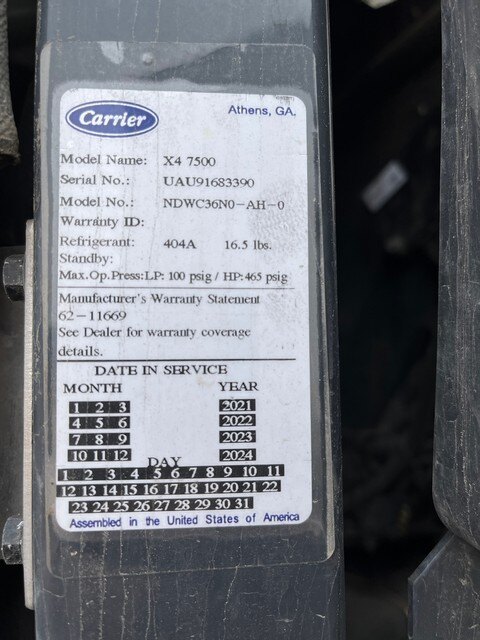 Carrier
Athens, GA.
Model Name: X4 7500
Serial No.: UAU91683390
Model No.: NDWC36N0-AH-0
Warranty ID:
Refrigerant: 404A 16.5 lbs.
Standby:
Max.Op.Press:LP: 100 psig / HP:465 psig
Manufacturer's Warranty Statement
62-11669
See Dealer for warranty coverage
details.
DATE IN SERVICE
MONTH YEAR
1 2 3 2021
4 5 6 2022
7 8 9 2023
10 11 12 2024
DAY
1 2 3 4 5 6 7 8 9 10 11
12 13 14 15 16 17 18 19 20 21 22
23 24 25 26 27 28 29 30 31
Assembled in the United States of America